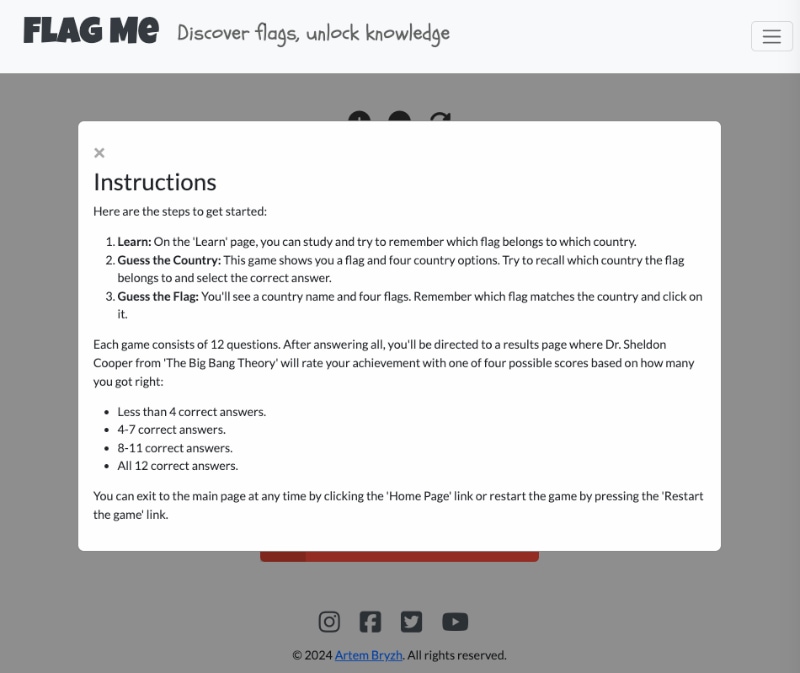 FLAG Me Discover flags, unlock knowledge
×
Instructions
Here are the steps to get started:
1. Learn: On the 'Learn' page, you can study and try to remember which flag belongs to which country.
2. Guess the Country: This game shows you a flag and four country options. Try to recall which country the flag
belongs to and select the correct answer.
3. Guess the Flag: You'll see a country name and four flags. Remember which flag matches the country and click on
it.
Each game consists of 12 questions. After answering all, you'll be directed to a results page where Dr. Sheldon
Cooper from 'The Big Bang Theory' will rate your achievement with one of four possible scores based on how many
you got right:
• Less than 4 correct answers.
• 4-7 correct answers.
• 8-11 correct answers.
• All 12 correct answers.
You can exit to the main page at any time by clicking the 'Home Page' link or restart the game by pressing the 'Restart
the game' link.
© 2024 Artem Bryzh. All rights reserved.